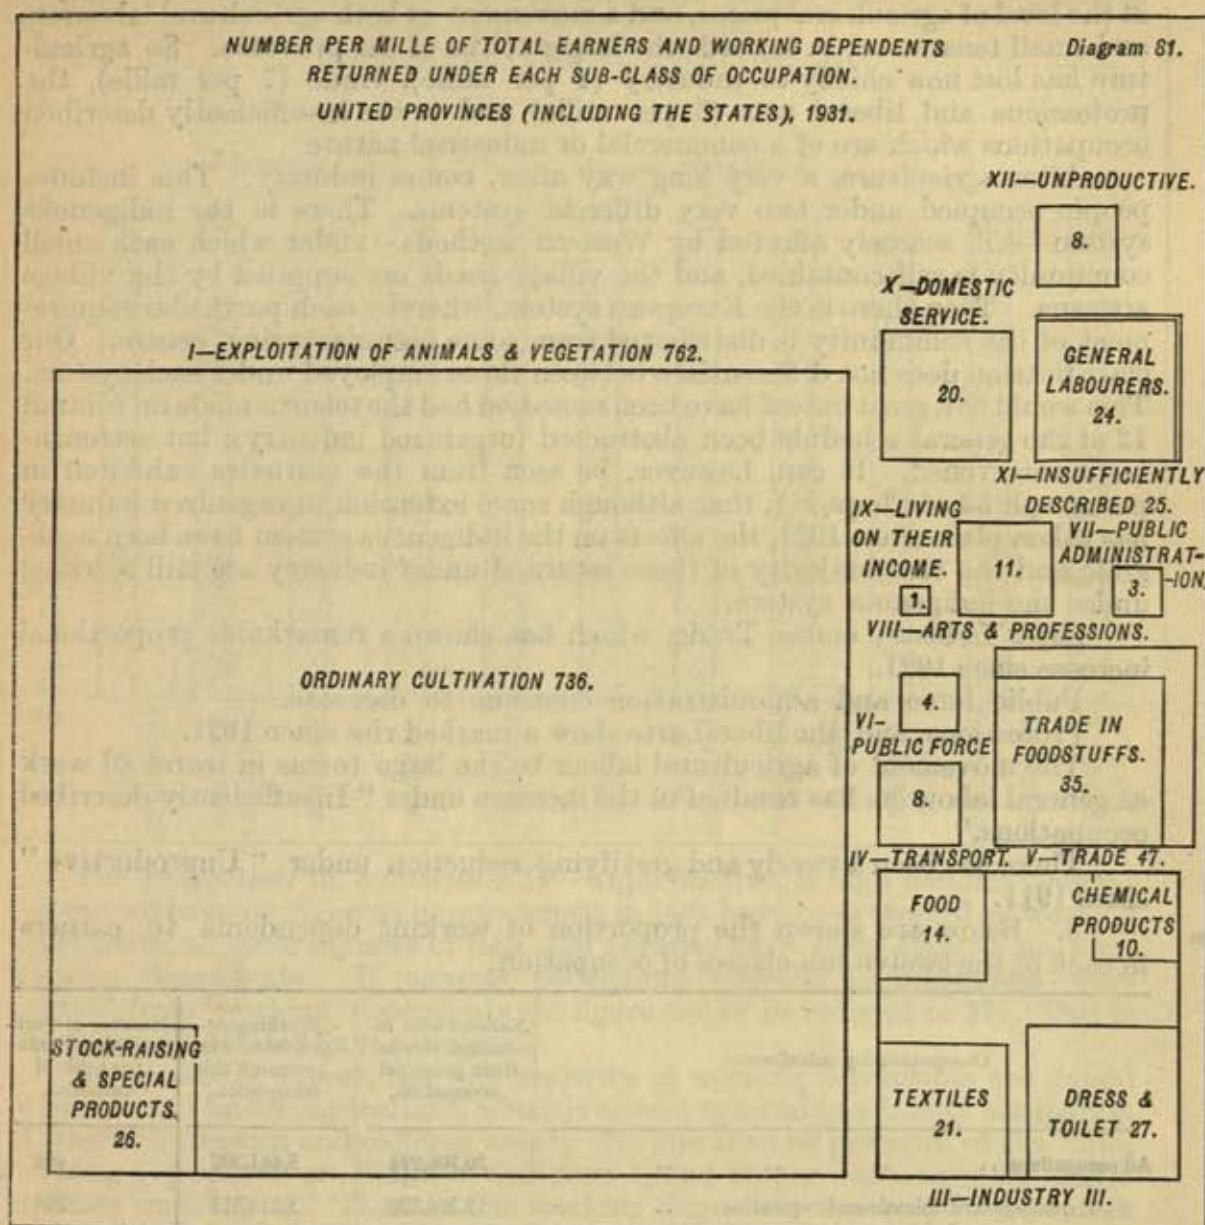 NUMBER PER MILLE OF TOTAL EARNERS AND WORKING DEPENDENTS
RETURNED UNDER EACH SUB-CLASS OF OCCUPATION.
UNITED PROVINCES (INCLUDING THE STATES), 1931.
Diagram 81.
XII—UNPRODUCTIVE.
8.
X—DOMESTIC
SERVICE.
20.
GENERAL
LABOURERS.
24.
XI—INSUFFICIENTLY
DESCRIBED 25.
I—EXPLOITATION OF ANIMALS & VEGETATION 762.
ORDINARY CULTIVATION 736.
STOCK-RAISING
& SPECIAL
PRODUCTS.
26.
IX—LIVING
ON THEIR
INCOME.
1.
11.
VII—PUBLIC
ADMINISTRAT-
-ION.
3.
VIII—ARTS & PROFESSIONS.
4.
VI—
PUBLIC FORCE
TRADE IN
FOODSTUFFS.
35.
8.
IV—TRANSPORT.
V—TRADE 47.
FOOD
14.
CHEMICAL
PRODUCTS
10.
TEXTILES
21.
DRESS &
TOILET 27.
III—INDUSTRY III.